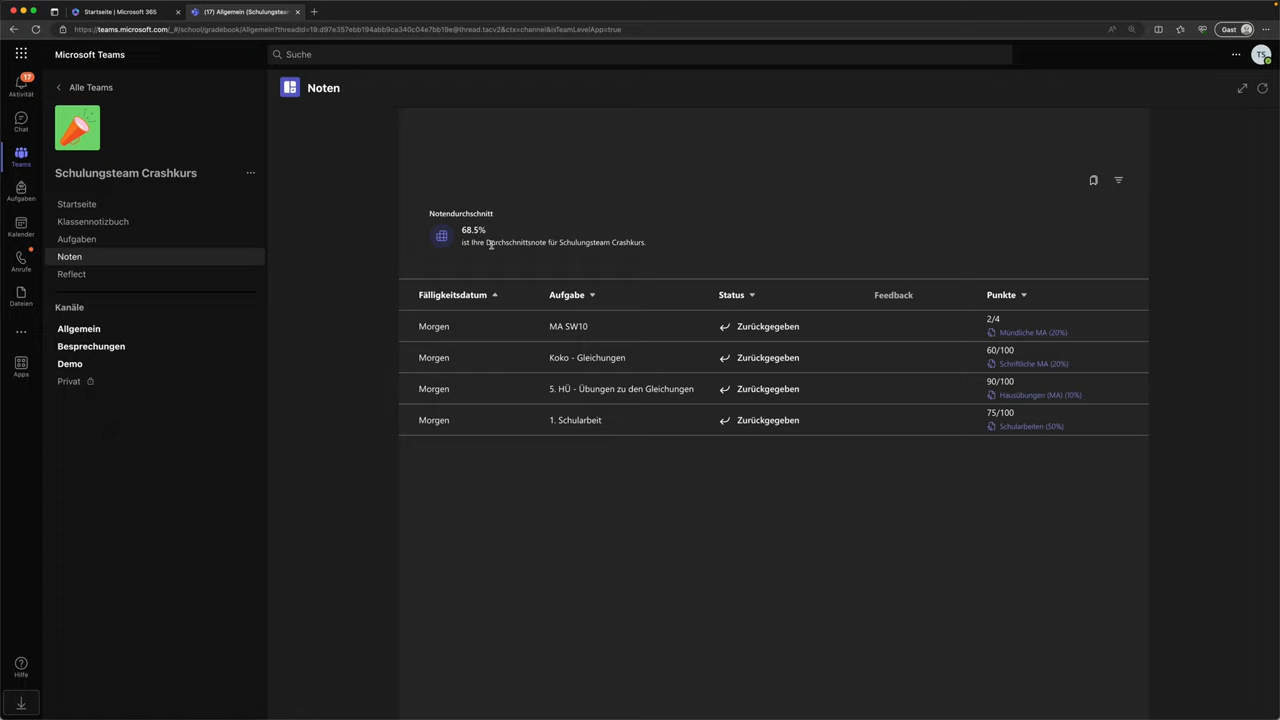 Startseite | Microsoft 365
(17) Allgemein (Schulungstea
https://teams.microsoft.com/_#/school/gradebook/Allgemein?threadId=19:d97e357ebb194abb9ca340c04e7bb19e@thread.tacv2&ctx=channel&isTeamLevelApp=true
Gast
Microsoft Teams
Suche
TS
17
Aktivität
Chat
Teams
Aufgaben
Kalender
Anrufe
Dateien
Apps
Hilfe
Alle Teams
Schulungsteam Crashkurs
Startseite
Klassennotizbuch
Aufgaben
Noten
Reflect
Kanäle
Allgemein
Besprechungen
Demo
Privat
Noten
Notendurchschnitt
68.5%
ist Ihre Durchschnittsnote für Schulungsteam Crashkurs.
Fälligkeitsdatum Aufgabe Status Feedback Punkte
Morgen MA SW10 Zurückgegeben 2/4
Mündliche MA (20%)
Morgen Koko - Gleichungen Zurückgegeben 60/100
Schriftliche MA (20%)
Morgen 5. HÜ - Übungen zu den Gleichungen Zurückgegeben 90/100
Hausübungen (MA) (10%)
Morgen 1. Schularbeit Zurückgegeben 75/100
Schularbeiten (50%)